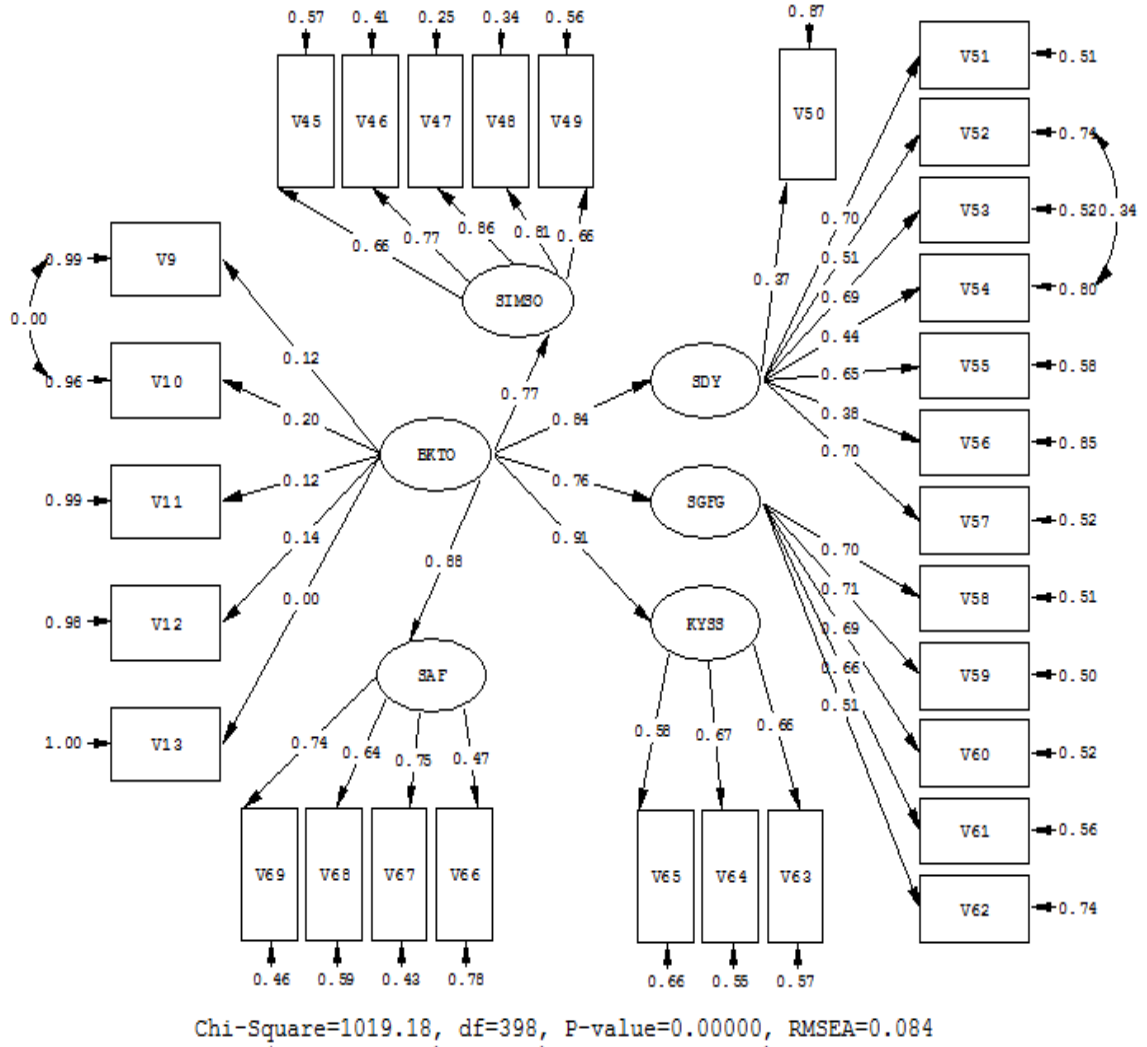 0.57 0.41 0.25 0.34 0.56 0.87
V45 V46 V47 V48 V49 V50
V51 0.51
V52 0.74
V53 0.52 0.34
V54 0.80
V55 0.58
V56 0.85
V57 0.52
V58 0.51
V59 0.50
V60 0.52
V61 0.56
V62 0.74
0.66 0.77 0.86 0.81 0.66
SIMSO
0.99 V9
0.00
0.96 V10
0.99 V11
0.98 V12
1.00 V13
0.12
0.20
0.12
0.14
0.00
BKTO
0.77
0.84
0.76
0.91
0.88
SDY
0.37
0.70
0.51
0.69
0.44
0.65
0.38
0.70
SGFG
0.70
0.71
0.69
0.66
0.51
KYSS
0.58 0.67 0.66
SAF
0.74 0.64 0.75 0.47
V69 V68 V67 V66 V65 V64 V63
0.46 0.59 0.43 0.78 0.66 0.55 0.57
Chi-Square=1019.18, df=398, P-value=0.00000, RMSEA=0.084